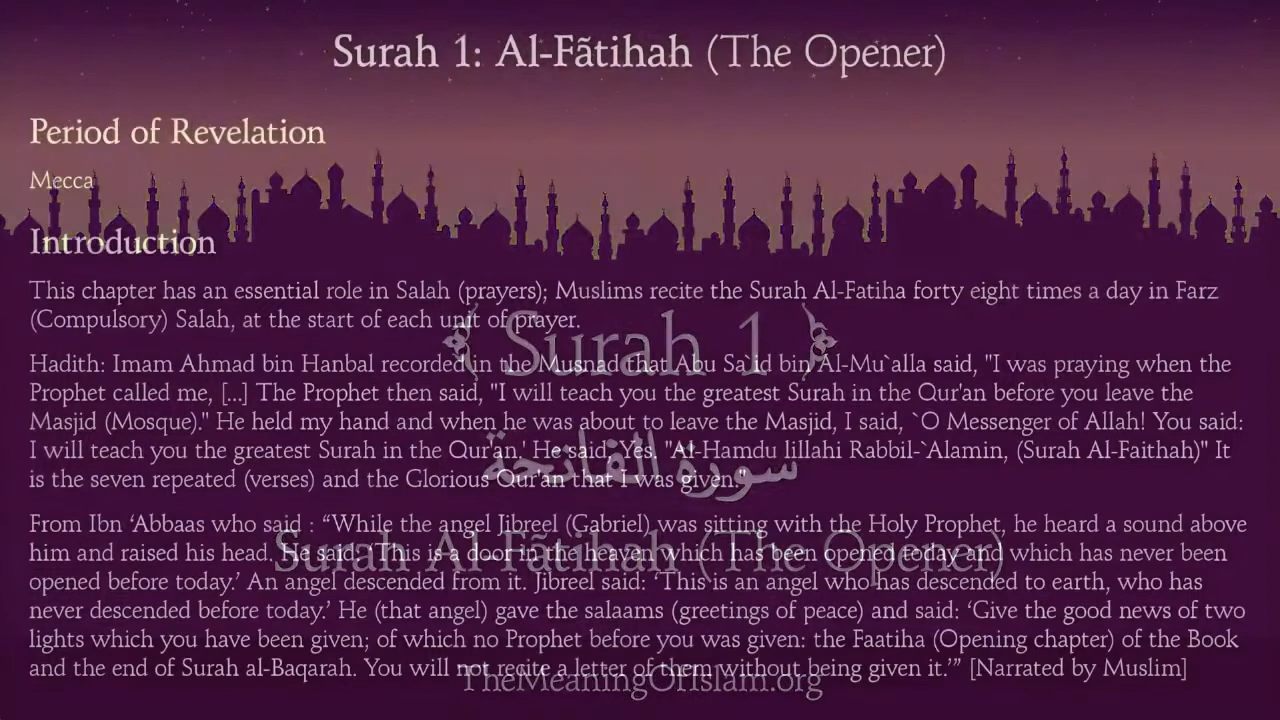 Surah 1: Al-Fãtihah (The Opener)
Period of Revelation
Mecca
Introduction
This chapter has an essential role in Salah (prayers); Muslims recite the Surah Al-Fatiha forty eight times a day in Farz
(Compulsory) Salah, at the start of each unit of prayer.
﴾ Surah 1 ﴿
Hadith: Imam Ahmad bin Hanbal recorded in the Musnad that Abu Sa`id bin Al-Mu`alla said, "I was praying when the
Prophet called me, [...] The Prophet then said, "I will teach you the greatest Surah in the Qur'an before you leave the
Masjid (Mosque)." He held my hand and when he was about to leave the Masjid, I said, `O Messenger of Allah! You said:
I will teach you the greatest Surah in the Qur'an.' He said, Yes. "Al-Hamdu lillahi Rabbil-`Alamin, (Surah Al-Faithah)" It
is the seven repeated (verses) and the Glorious Qur'an that I was given."
سورة الفاتحة
From Ibn ‘Abbaas who said : “While the angel Jibreel (Gabriel) was sitting with the Holy Prophet, he heard a sound above
him and raised his head. He said: ‘This is a door in the heaven which has been opened today and which has never been
Surah Al-Fãtihah (The Opener)
opened before today.’ An angel descended from it. Jibreel said: ‘This is an angel who has descended to earth, who has
never descended before today.’ He (that angel) gave the salaams (greetings of peace) and said: ‘Give the good news of two
lights which you have been given; of which no Prophet before you was given: the Faatiha (Opening chapter) of the Book
and the end of Surah al-Baqarah. You will not recite a letter of them without being given it.’” [Narrated by Muslim]
TheMeaningOfIslam.org